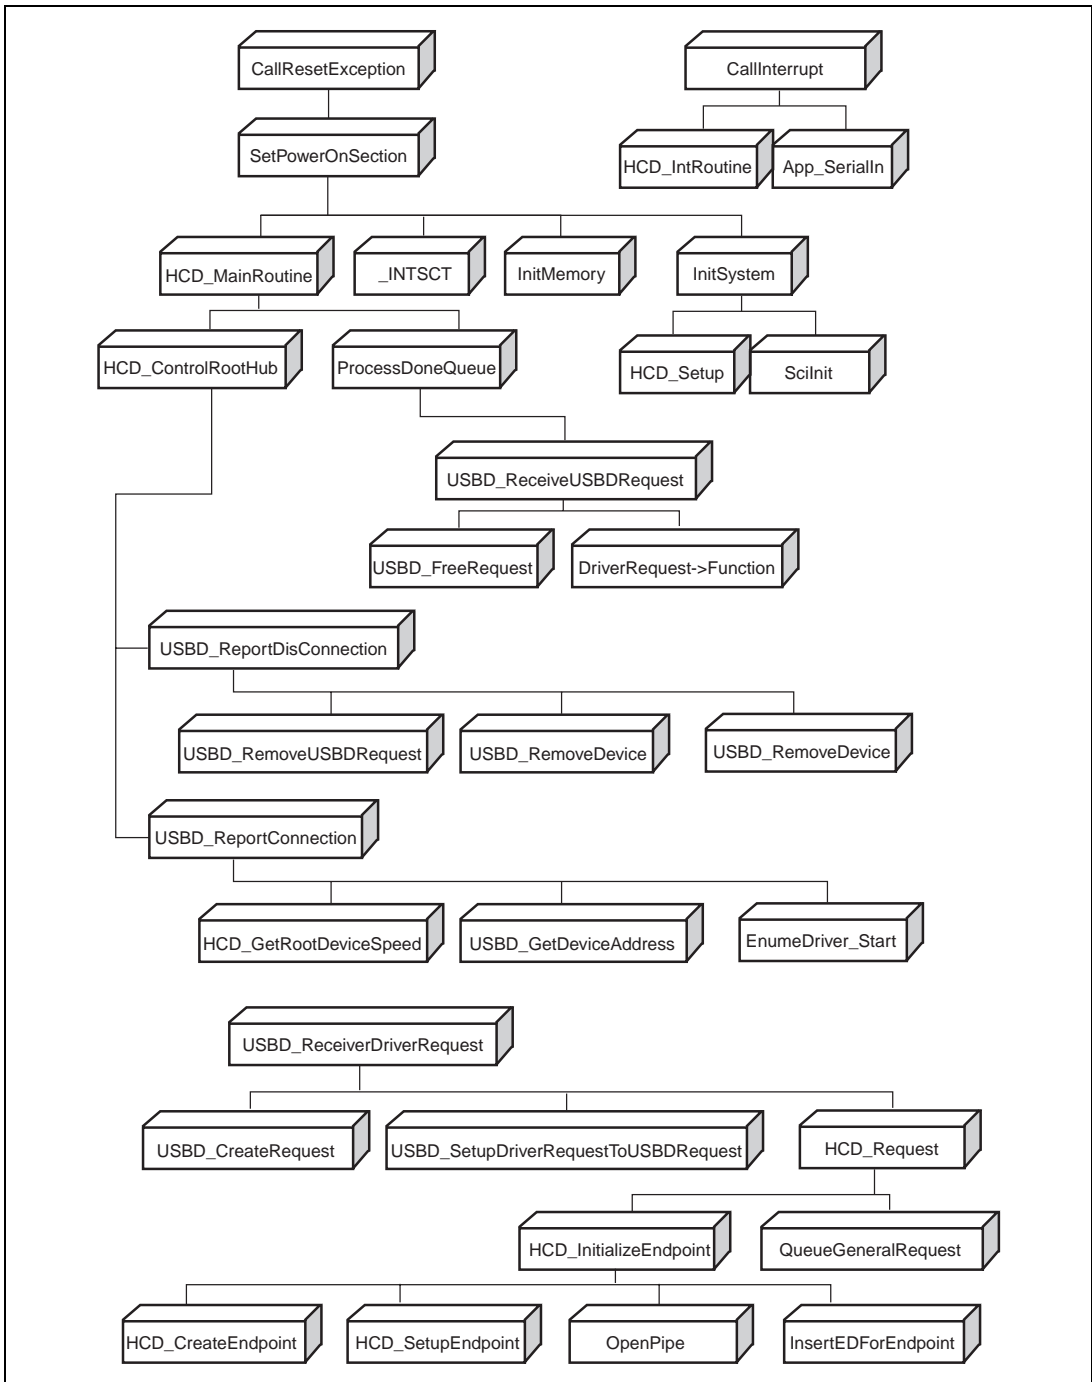 CallResetException
CallInterrupt
SetPowerOnSection
HCD_IntRoutine
App_SerialIn
HCD_MainRoutine
_INTSCT
InitMemory
InitSystem
HCD_ControlRootHub
ProcessDoneQueue
HCD_Setup
SciInit
USBD_ReceiveUSBDRequest
USBD_FreeRequest
DriverRequest->Function
USBD_ReportDisConnection
USBD_RemoveUSBDRequest
USBD_RemoveDevice
USBD_RemoveDevice
USBD_ReportConnection
HCD_GetRootDeviceSpeed
USBD_GetDeviceAddress
EnumeDriver_Start
USBD_ReceiverDriverRequest
USBD_CreateRequest
USBD_SetupDriverRequestToUSBDRequest
HCD_Request
HCD_InitializeEndpoint
QueueGeneralRequest
HCD_CreateEndpoint
HCD_SetupEndpoint
OpenPipe
InsertEDForEndpoint